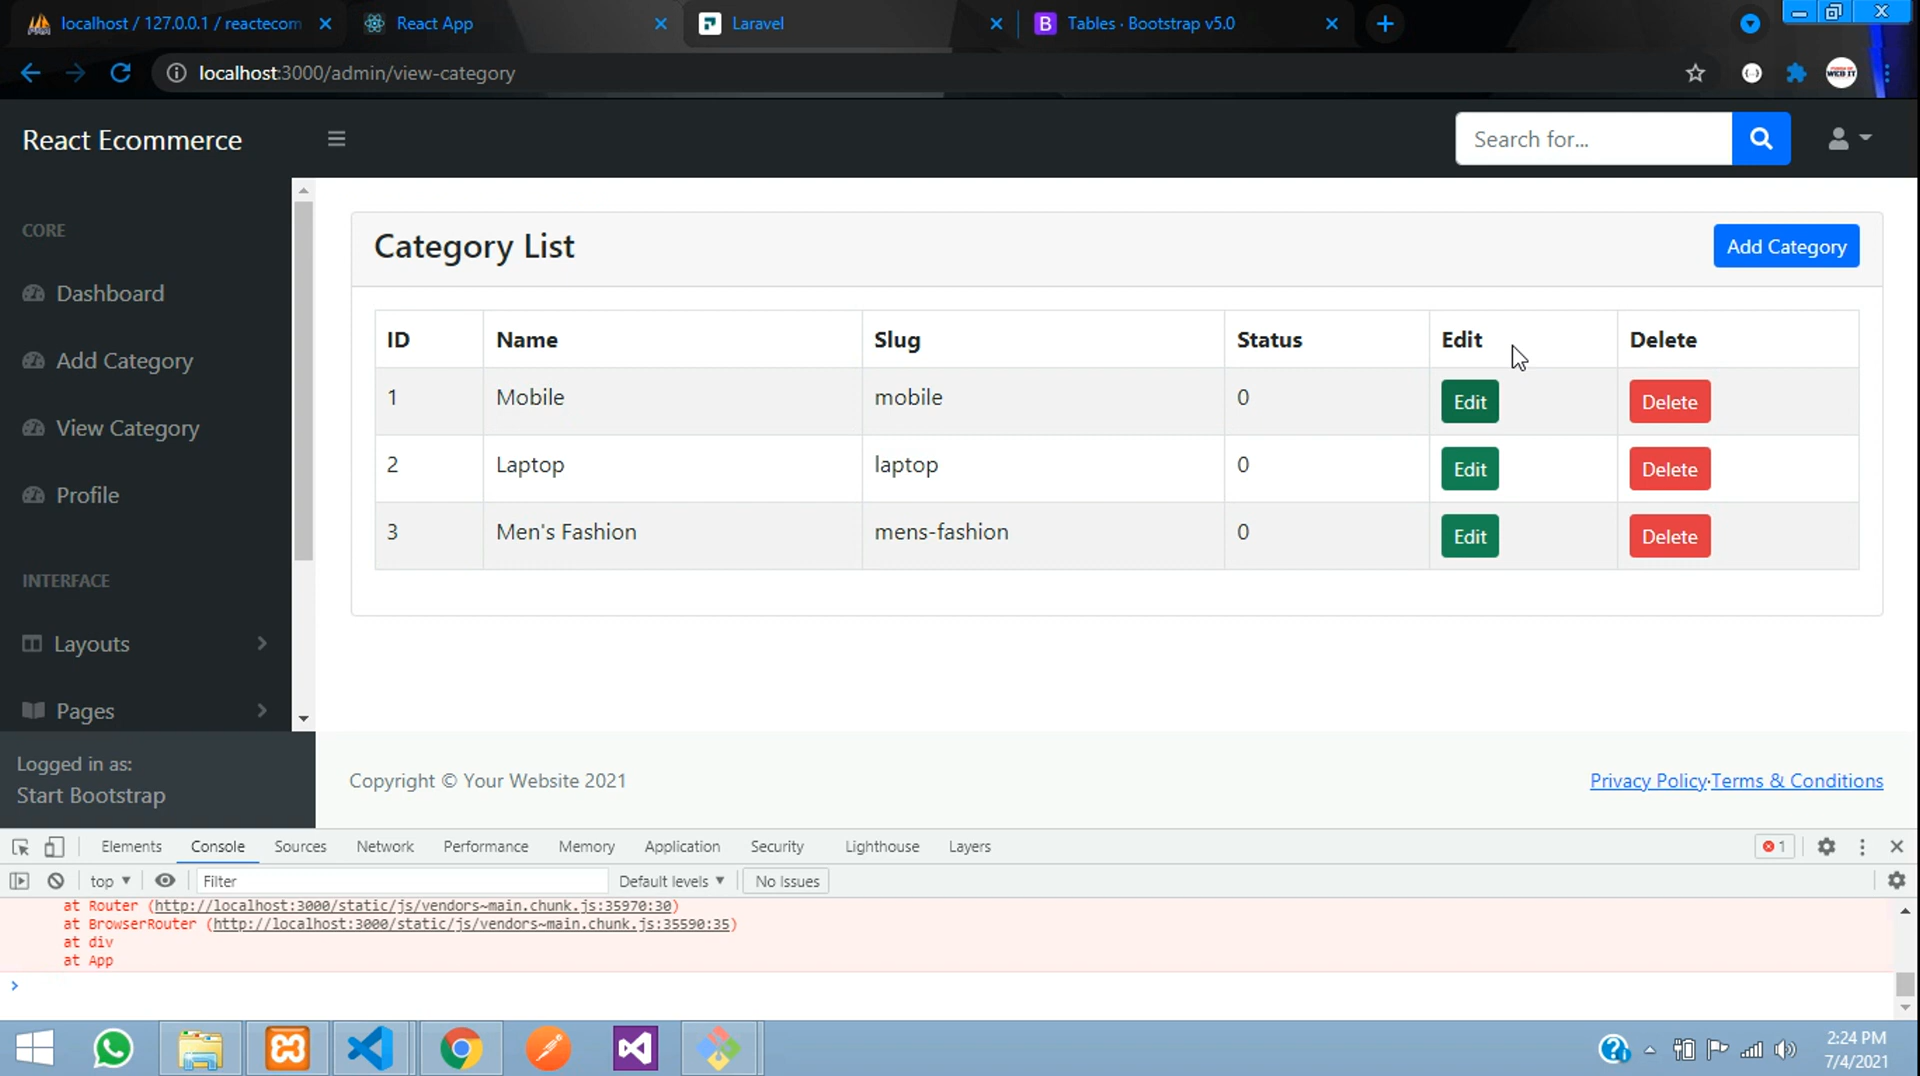 localhost / 127.0.0.1 / reactecom
React App
Laravel
Tables · Bootstrap v5.0
localhost:3000/admin/view-category
React Ecommerce
Search for...
CORE
Dashboard
Add Category
View Category
Profile
INTERFACE
Layouts
Pages
Logged in as:
Start Bootstrap
Category List
Add Category
ID Name Slug Status Edit Delete
1 Mobile mobile 0 Edit Delete
2 Laptop laptop 0 Edit Delete
3 Men's Fashion mens-fashion 0 Edit Delete
Copyright © Your Website 2021
Privacy Policy·Terms & Conditions
Elements Console Sources Network Performance Memory Application Security Lighthouse Layers 1
top Filter Default levels No Issues
at Router (http://localhost:3000/static/js/vendors~main.chunk.js:35970:30)
at BrowserRouter (http://localhost:3000/static/js/vendors~main.chunk.js:35590:35)
at div
at App
2:24 PM
7/4/2021